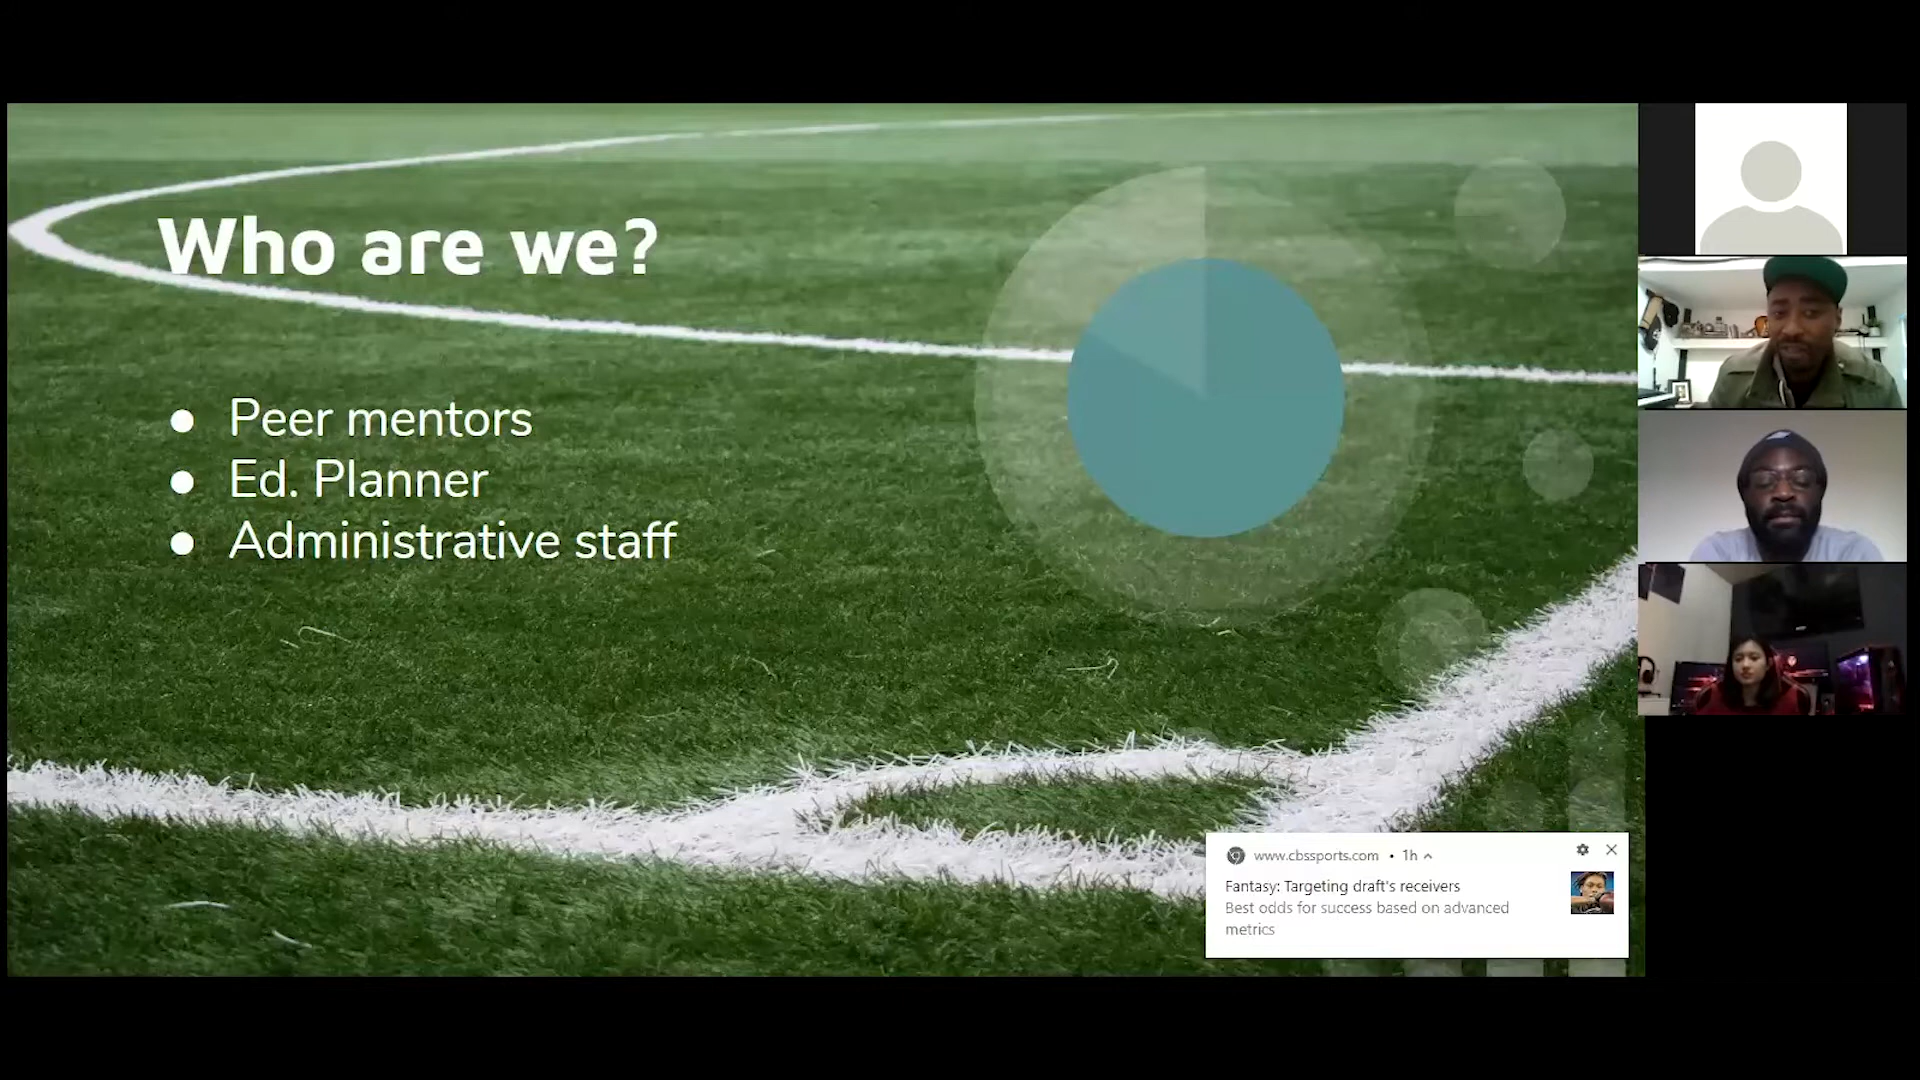 Who are we?
● Peer mentors
● Ed. Planner
● Administrative staff
www.cbssports.com • 1h
Fantasy: Targeting draft's receivers
Best odds for success based on advanced
metrics